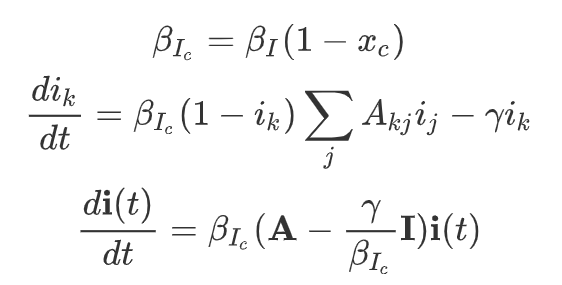 β_{I_c} = β_I(1 − x_c)
di_k/dt = β_{I_c}(1 − i_k) ∑_j A_{kj}i_j − γi_k
d𝐢(t)/dt = β_{I_c}(𝐀 − γ/β_{I_c} 𝐈)𝐢(t)